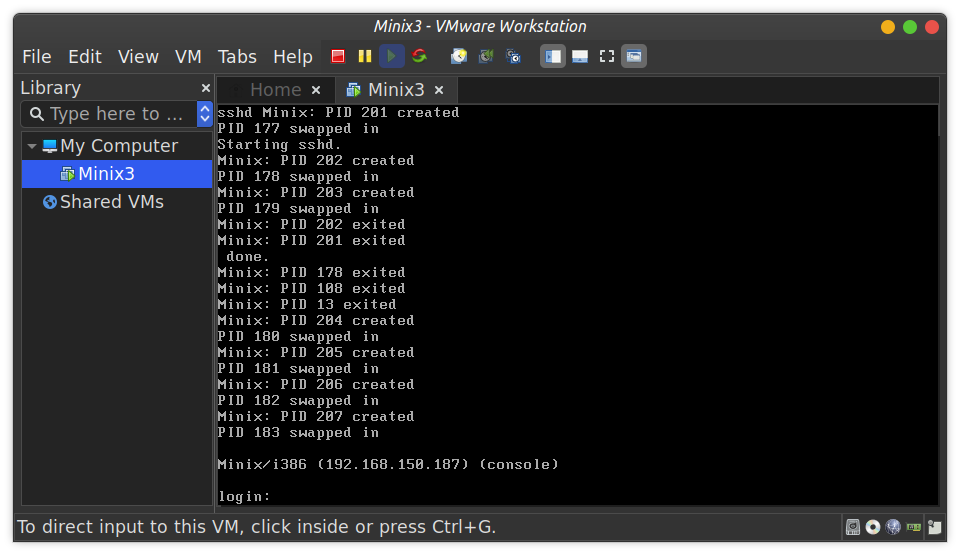 Minix3 - VMware Workstation
File Edit View VM Tabs Help
Library
Type here to ...
My Computer
Minix3
Shared VMs
Home
Minix3
sshd Minix: PID 201 created
PID 177 swapped in
Starting sshd.
Minix: PID 202 created
PID 178 swapped in
Minix: PID 203 created
PID 179 swapped in
Minix: PID 202 exited
Minix: PID 201 exited
done.
Minix: PID 178 exited
Minix: PID 108 exited
Minix: PID 13 exited
Minix: PID 204 created
PID 180 swapped in
Minix: PID 205 created
PID 181 swapped in
Minix: PID 206 created
PID 182 swapped in
Minix: PID 207 created
PID 183 swapped in
Minix/i386 (192.168.150.187) (console)
login:
To direct input to this VM, click inside or press Ctrl+G.